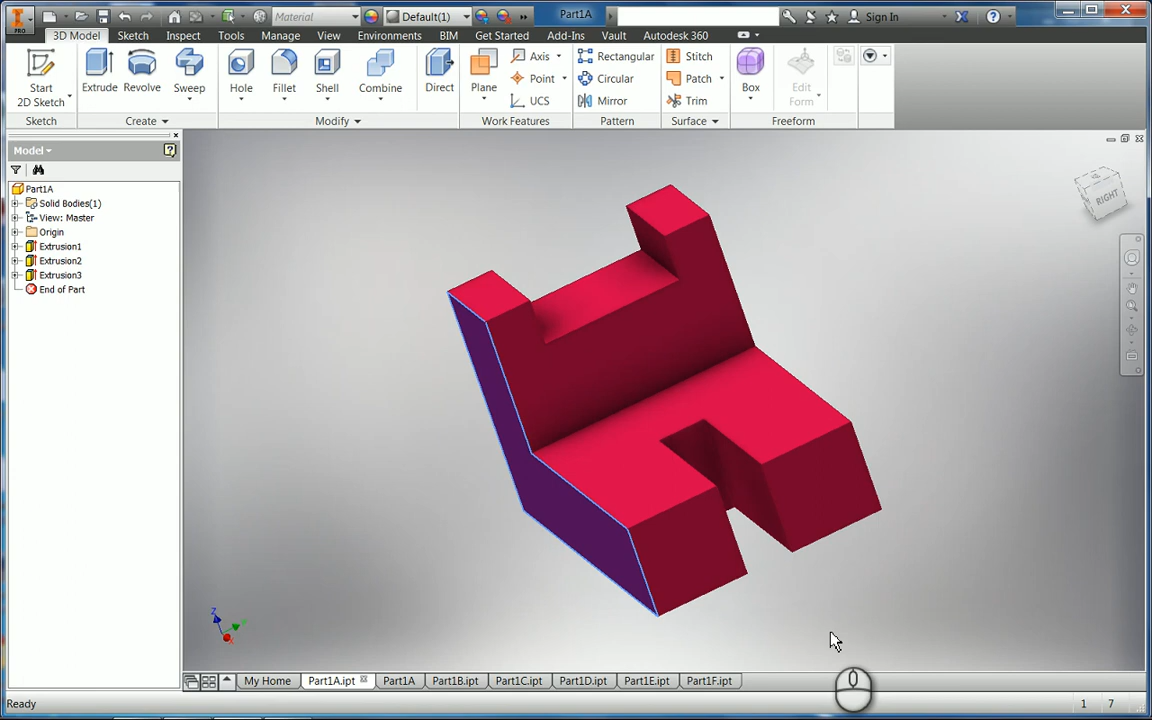 PRO
Material
Default(1)
Part1A
Sign In
3D Model Sketch Inspect Tools Manage View Environments BIM Get Started Add-Ins Vault Autodesk 360
Start
2D Sketch
Extrude
Revolve
Sweep
Hole
Fillet
Shell
Combine
Direct
Plane
Axis
Point
UCS
Rectangular
Circular
Mirror
Stitch
Patch
Trim
Box
Edit
Form
Sketch Create Modify Work Features Pattern Surface Freeform
Model
Part1A
Solid Bodies(1)
View: Master
Origin
Extrusion1
Extrusion2
Extrusion3
End of Part
RIGHT
Z
My Home Part1A.ipt Part1A Part1B.ipt Part1C.ipt Part1D.ipt Part1E.ipt Part1F.ipt
Ready 1 7